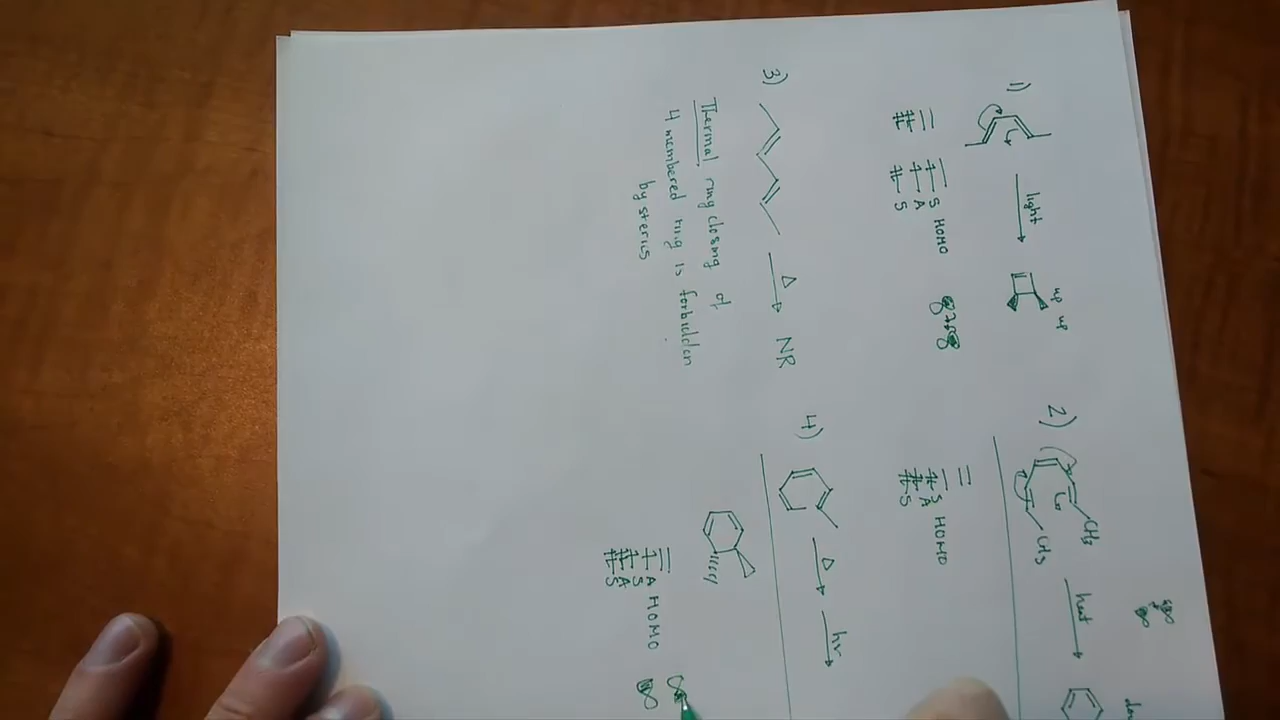 1)
light
up up
S HOMO
A
S
2)
CH3
CH3
heat
S HOMO
A
S
3)
Δ
NR
Thermal, ring closing of
4 membered ring is forbidden
by sterics
4)
Δ
hv
A HOMO
S
A
S